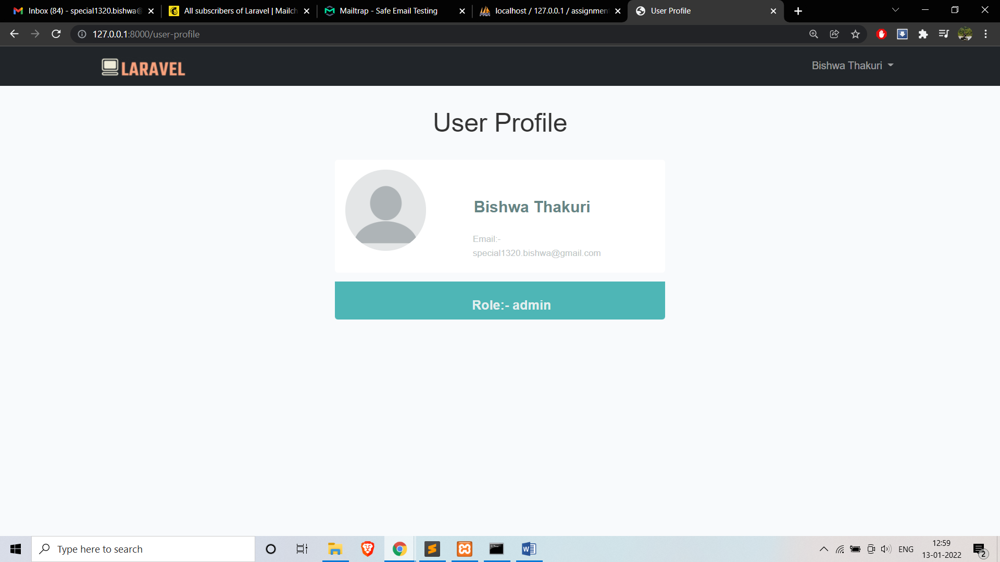 Inbox (84) - special1320.bishwa@
All subscribers of Laravel | Mailch
Mailtrap - Safe Email Testing
localhost / 127.0.0.1 / assignment
User Profile
127.0.0.1:8000/user-profile
LARAVEL
Bishwa Thakuri
User Profile
Bishwa Thakuri
Email:-
special1320.bishwa@gmail.com
Role:- admin
Type here to search
ENG
12:59
13-01-2022
2